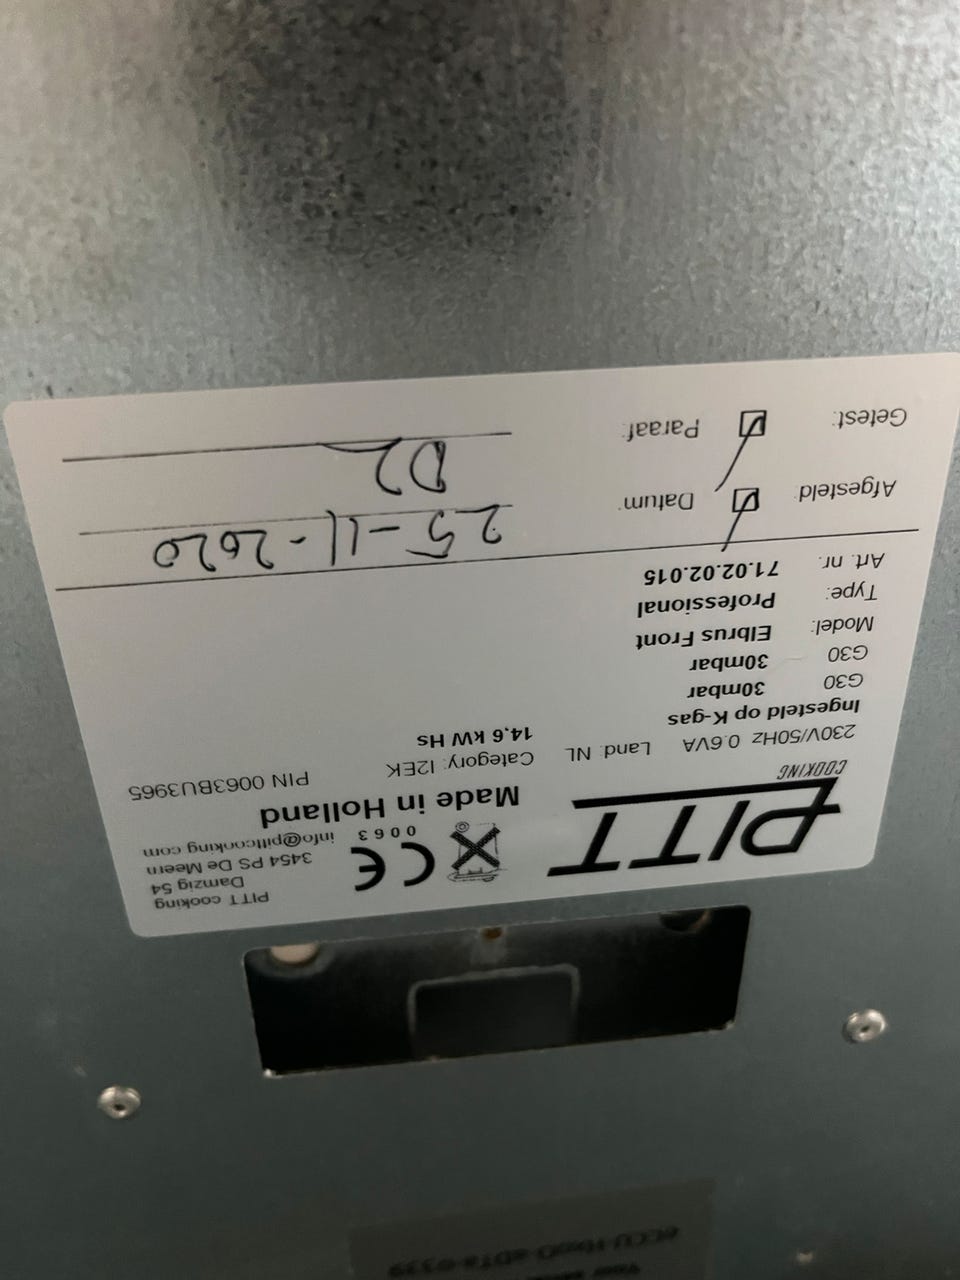 PITT
COOKING
CE
0063
PITT cooking
Damzig 54
3454 PS De Meern
info@pittcooking.com
Made in Holland
230V/50Hz 0.6VA Land: NL Category: I2EK PIN 0063BU3965
Ingesteld op K-gas 14,6 kW Hs
G30 30mbar
G30 30mbar
Model: Elbrus Front
Type: Professional
Art. nr. 71.02.02.015
Afgesteld Datum: 25-11-2020
Getest: Paraaf: